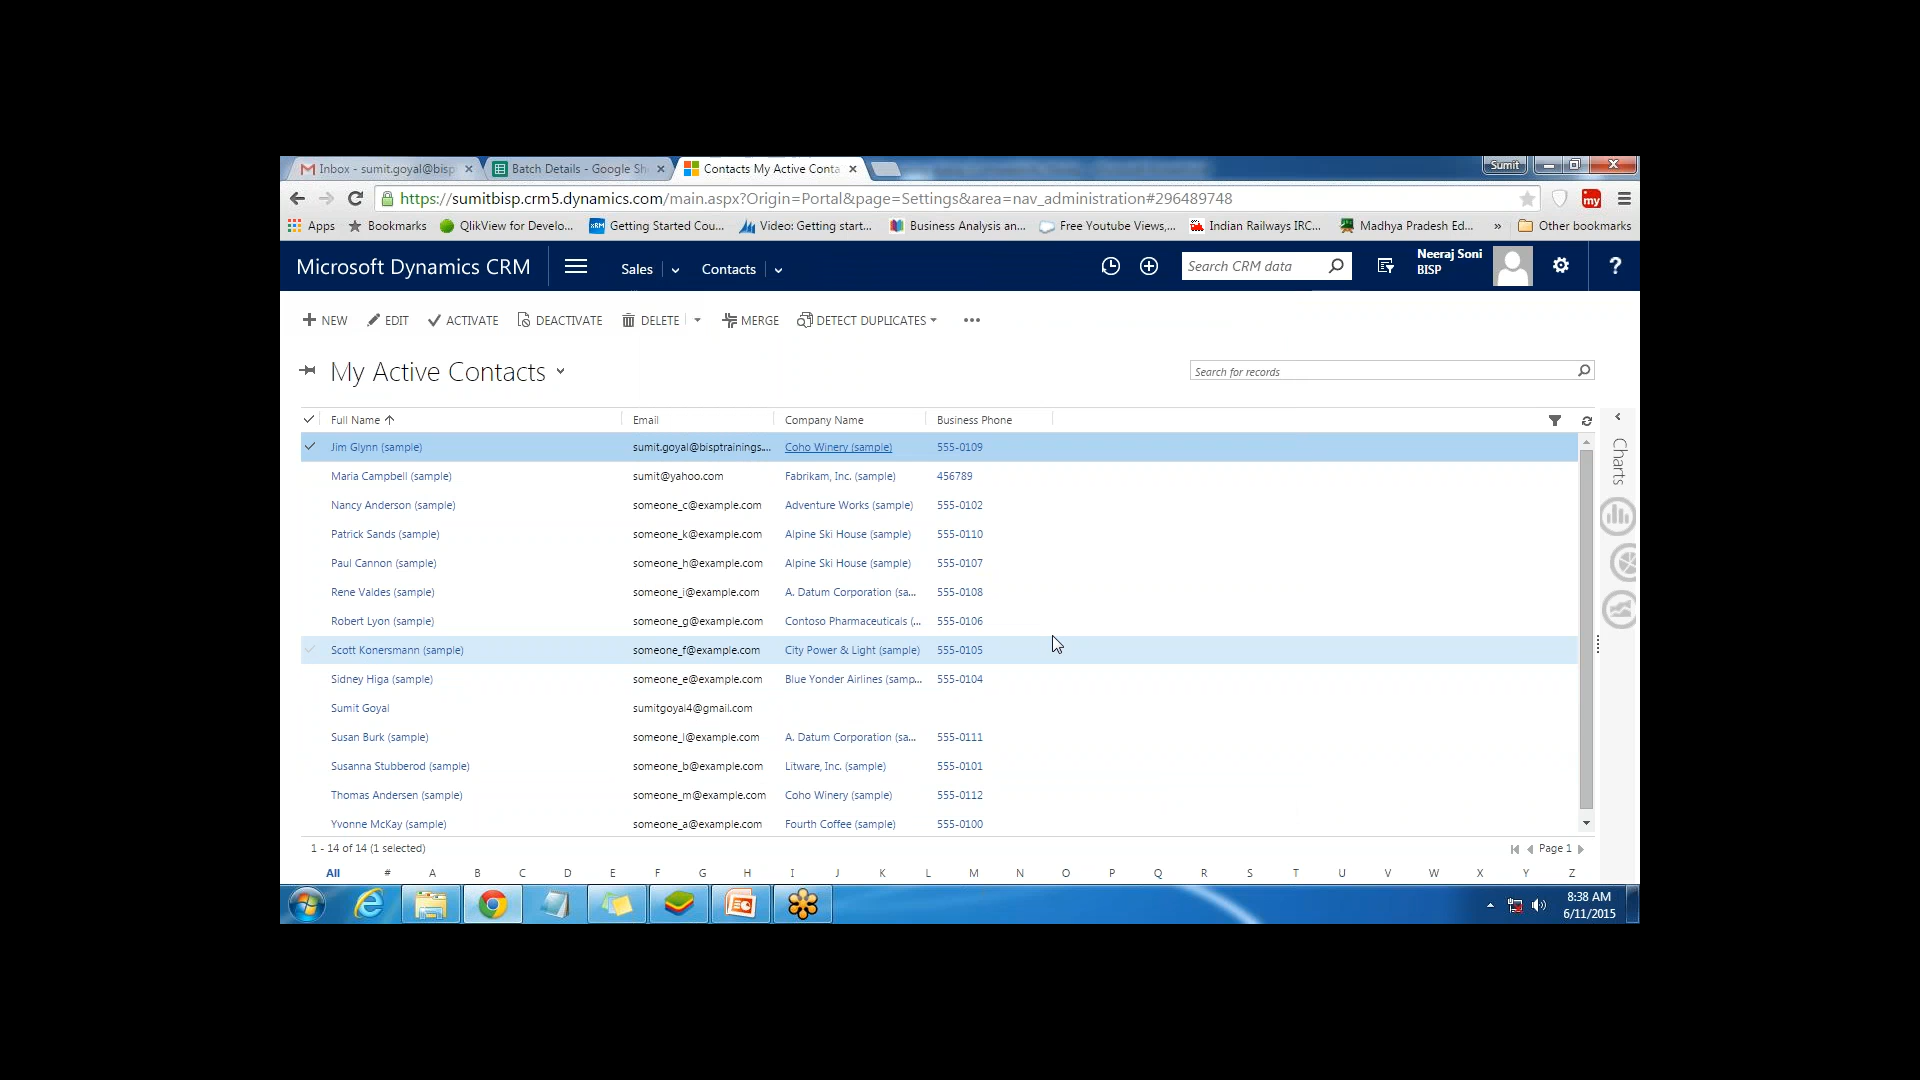 Inbox - sumit.goyal@bisp
Batch Details - Google Sh
Contacts My Active Conta
Sumit
https://sumitbisp.crm5.dynamics.com/main.aspx?Origin=Portal&page=Settings&area=nav_administration#296489748
my
Apps
Bookmarks
QlikView for Develo...
XRM
Getting Started Cou...
Video: Getting start...
Business Analysis an...
Free Youtube Views,...
Indian Railways IRC...
Madhya Pradesh Ed...
»
Other bookmarks
Microsoft Dynamics CRM
Sales
Contacts
Search CRM data
Neeraj Soni
BISP
?
NEW
EDIT
ACTIVATE
DEACTIVATE
DELETE
MERGE
DETECT DUPLICATES
...
My Active Contacts
Search for records
Full Name Email Company Name Business Phone
Jim Glynn (sample) sumit.goyal@bisptrainings.... Coho Winery (sample) 555-0109
Maria Campbell (sample) sumit@yahoo.com Fabrikam, Inc. (sample) 456789
Nancy Anderson (sample) someone_c@example.com Adventure Works (sample) 555-0102
Patrick Sands (sample) someone_k@example.com Alpine Ski House (sample) 555-0110
Paul Cannon (sample) someone_h@example.com Alpine Ski House (sample) 555-0107
Rene Valdes (sample) someone_i@example.com A. Datum Corporation (sa... 555-0108
Robert Lyon (sample) someone_g@example.com Contoso Pharmaceuticals (... 555-0106
Scott Konersmann (sample) someone_f@example.com City Power & Light (sample) 555-0105
Sidney Higa (sample) someone_e@example.com Blue Yonder Airlines (samp... 555-0104
Sumit Goyal sumitgoyal4@gmail.com
Susan Burk (sample) someone_l@example.com A. Datum Corporation (sa... 555-0111
Susanna Stubberod (sample) someone_b@example.com Litware, Inc. (sample) 555-0101
Thomas Andersen (sample) someone_m@example.com Coho Winery (sample) 555-0112
Yvonne McKay (sample) someone_a@example.com Fourth Coffee (sample) 555-0100
Charts
1 - 14 of 14 (1 selected)
Page 1
All # A B C D E F G H I J K L M N O P Q R S T U V W X Y Z
8:38 AM
6/11/2015